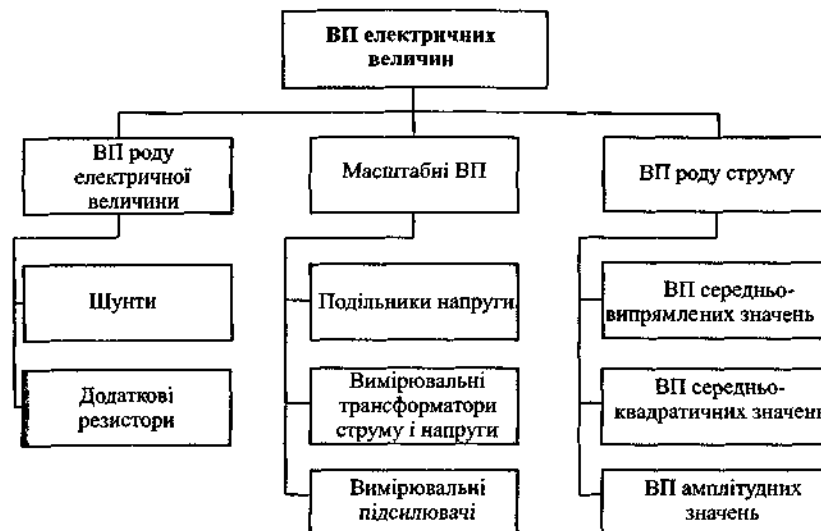 ВП електричних
величин
ВП роду
електричної
величини
Масштабні ВП
ВП роду струму
Шунти
Додаткові
резистори
Подільники напруги
Вимірювальні
трансформатори
струму і напруги
Вимірювальні
підсилювачі
ВП середньо-
випрямлених значень
ВП середньо-
квадратичних значень
ВП амплітудних
значень